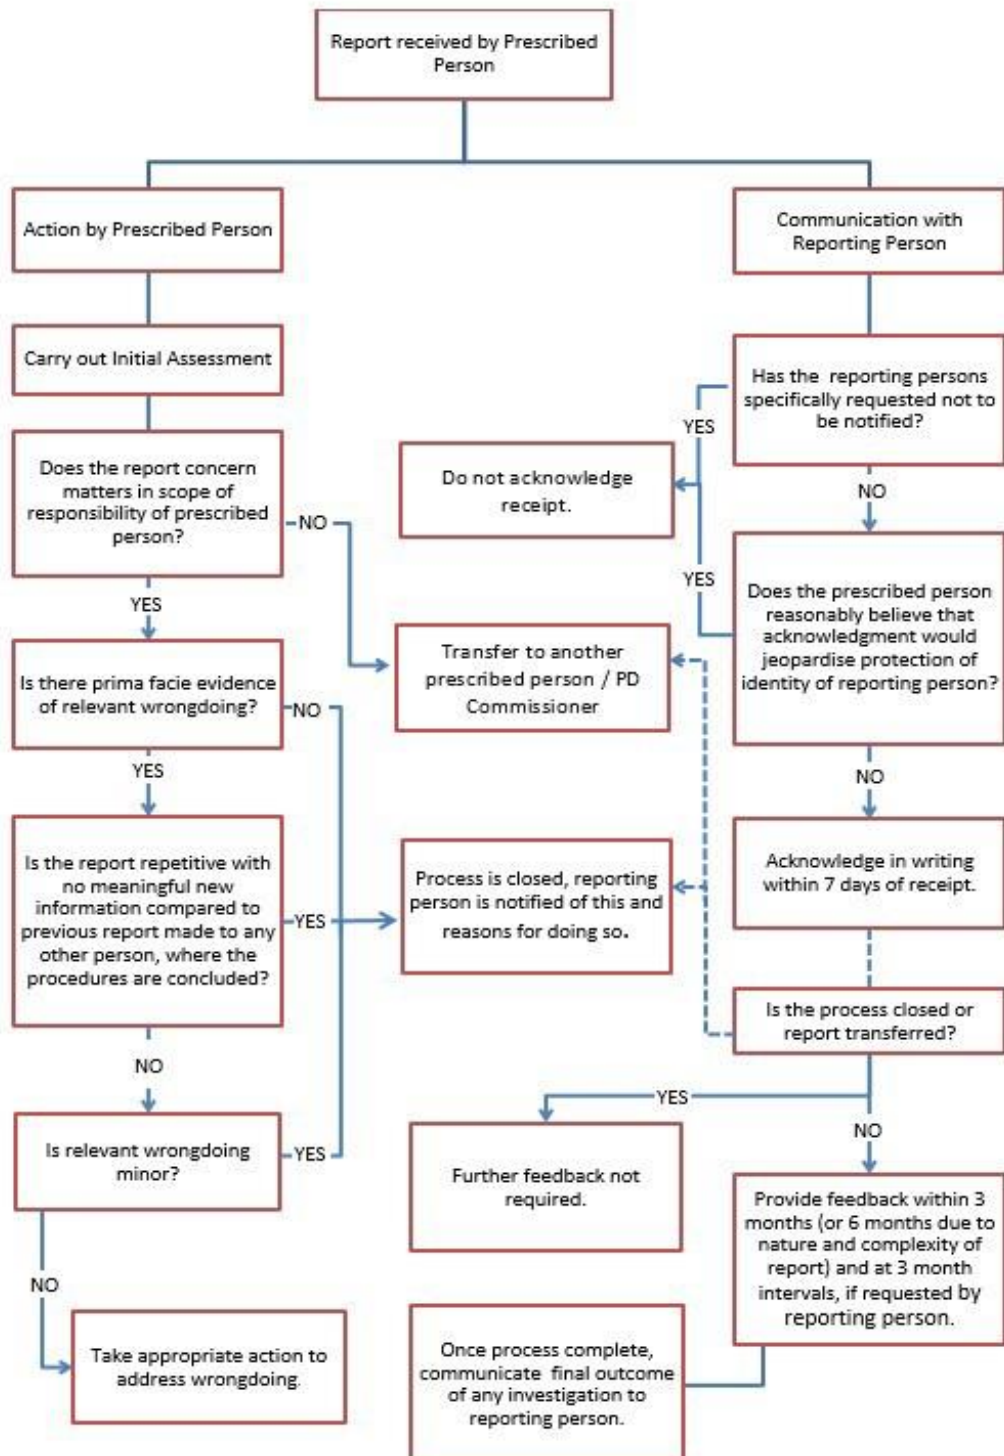 Report received by Prescribed
Person
Action by Prescribed Person
Communication with
Reporting Person
Carry out Initial Assessment
Has the reporting persons
specifically requested not to
be notified?
YES
Do not acknowledge
receipt.
NO
Does the report concern
matters in scope of
responsibility of prescribed
person?
NO
YES
YES
Does the prescribed person
reasonably believe that
acknowledgment would
jeopardise protection of
identity of reporting person?
Transfer to another
prescribed person / PD
Commissioner
Is there prima facie evidence
of relevant wrongdoing?
NO
YES
NO
Is the report repetitive with
no meaningful new
information compared to
previous report made to any
other person, where the
procedures are concluded?
YES
Process is closed, reporting
person is notified of this and
reasons for doing so.
Acknowledge in writing
within 7 days of receipt.
Is the process closed or
report transferred?
NO
YES
NO
Is relevant wrongdoing
minor?
YES
Further feedback not
required.
Provide feedback within 3
months (or 6 months due to
nature and complexity of
report) and at 3 month
intervals, if requested by
reporting person.
NO
Take appropriate action to
address wrongdoing.
Once process complete,
communicate final outcome
of any investigation to
reporting person.